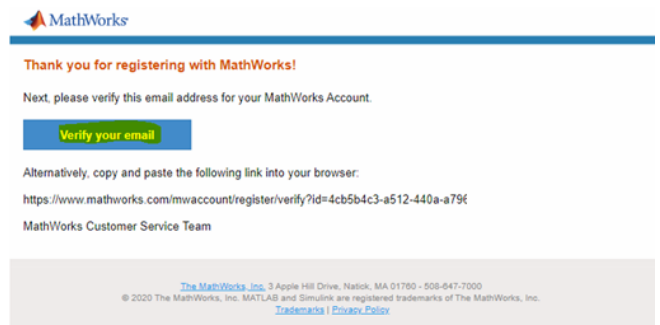 MathWorks®
Thank you for registering with MathWorks!
Next, please verify this email address for your MathWorks Account.
Verify your email
Alternatively, copy and paste the following link into your browser:
https://www.mathworks.com/mwaccount/register/verify?id=4cb5b4c3-a512-440a-a796
MathWorks Customer Service Team
The MathWorks, Inc. 3 Apple Hill Drive, Natick, MA 01760 - 508-647-7000
© 2020 The MathWorks, Inc. MATLAB and Simulink are registered trademarks of The MathWorks, Inc.
Trademarks | Privacy Policy